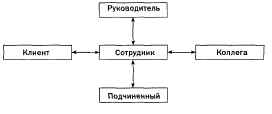 Руководитель
Клиент
Сотрудник
Коллега
Подчиненный